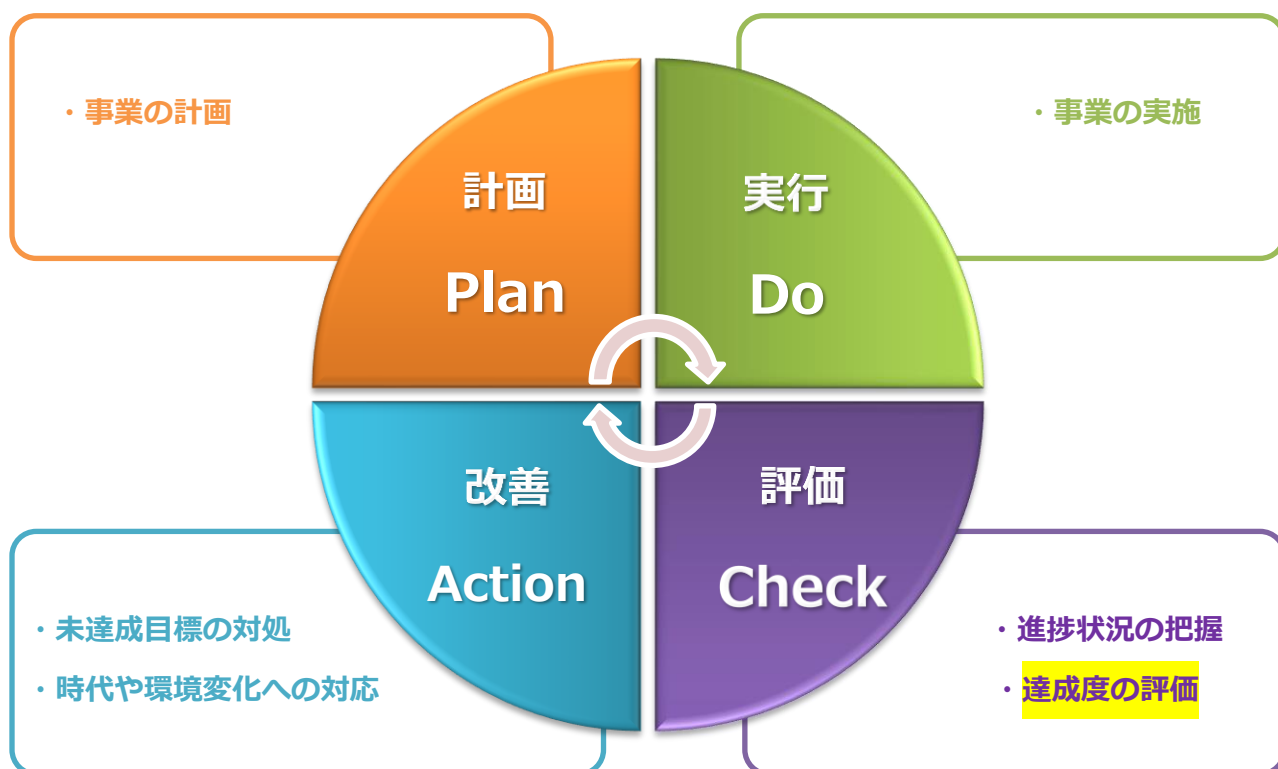 ・事業の計画
計画
Plan
実行
Do
・事業の実施
改善
Action
・未達成目標の対処
・時代や環境変化への対応
評価
Check
・進捗状況の把握
・達成度の評価